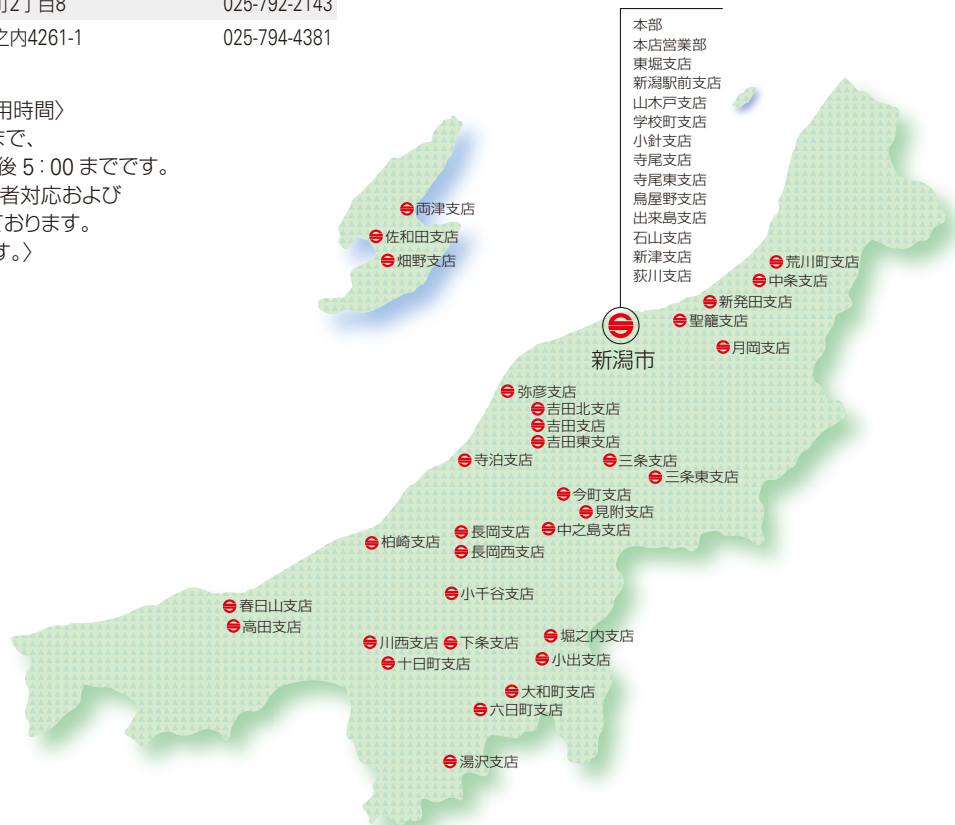 町2丁目8 025-792-2143
之内4261-1 025-794-4381
用時間〉
まで、
後 5：00 までです。
者対応および
ております。
す。〉
本部
本店営業部
東堀支店
新潟駅前支店
山木戸支店
学校町支店
小針支店
寺尾支店
寺尾東支店
鳥屋野支店
出来島支店
石山支店
新津支店
荻川支店
新潟市
両津支店
佐和田支店
畑野支店
荒川町支店
中条支店
新発田支店
聖籠支店
月岡支店
弥彦支店
吉田北支店
吉田支店
吉田東支店
寺泊支店
三条支店
三条東支店
今町支店
見附支店
中之島支店
長岡支店
長岡西支店
柏崎支店
小千谷支店
春日山支店
高田支店
川西支店
下条支店
堀之内支店
十日町支店
小出支店
大和町支店
六日町支店
湯沢支店